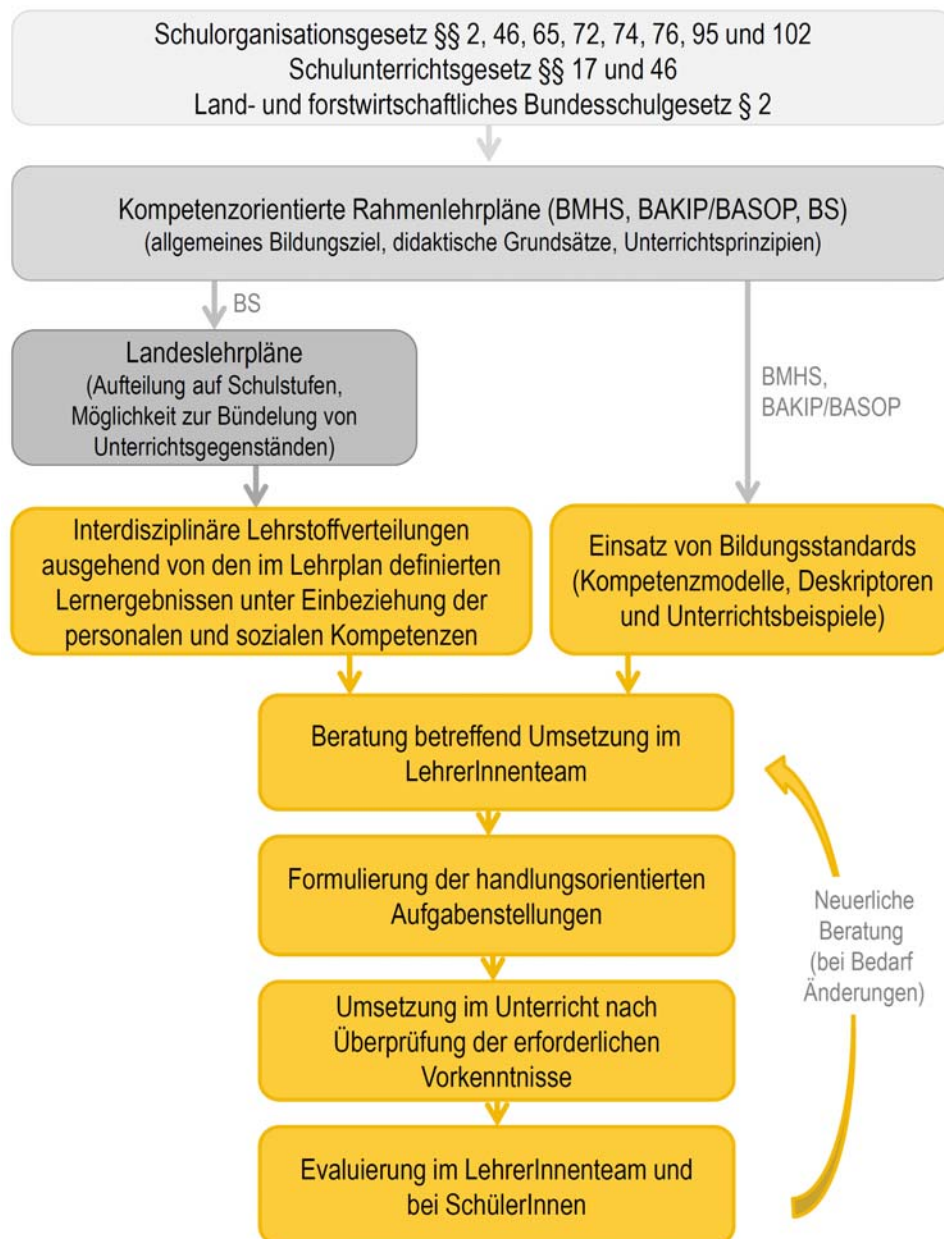 Schulorganisationsgesetz §§ 2, 46, 65, 72, 74, 76, 95 und 102
Schulunterrichtsgesetz §§ 17 und 46
Land- und forstwirtschaftliches Bundesschulgesetz § 2
Kompetenzorientierte Rahmenlehrpläne (BMHS, BAKIP/BASOP, BS)
(allgemeines Bildungsziel, didaktische Grundsätze, Unterrichtsprinzipien)
BS
Landeslehrpläne
(Aufteilung auf Schulstufen,
Möglichkeit zur Bündelung von
Unterrichtsgegenständen)
BMHS,
BAKIP/BASOP
Interdisziplinäre Lehrstoffverteilungen
ausgehend von den im Lehrplan definierten
Lernergebnissen unter Einbeziehung der
personalen und sozialen Kompetenzen
Einsatz von Bildungsstandards
(Kompetenzmodelle, Deskriptoren
und Unterrichtsbeispiele)
Beratung betreffend Umsetzung im
LehrerInnenteam
Formulierung der handlungsorientierten
Aufgabenstellungen
Umsetzung im Unterricht nach
Überprüfung der erforderlichen
Vorkenntnisse
Evaluierung im LehrerInnenteam und
bei SchülerInnen
Neuerliche
Beratung
(bei Bedarf
Änderungen)